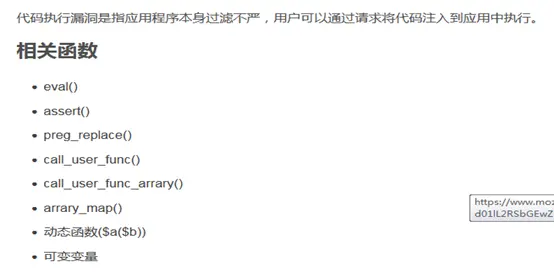 代码执行漏洞是指应用程序本身过滤不严，用户可以通过请求将代码注入到应用中执行。
相关函数
• eval()
• assert()
• preg_replace()
• call_user_func()
• call_user_func_arrary()
• arrary_map()
https://www.moz
d01lL2RSbGEwZ
• 动态函数($a($b))
• 可变变量